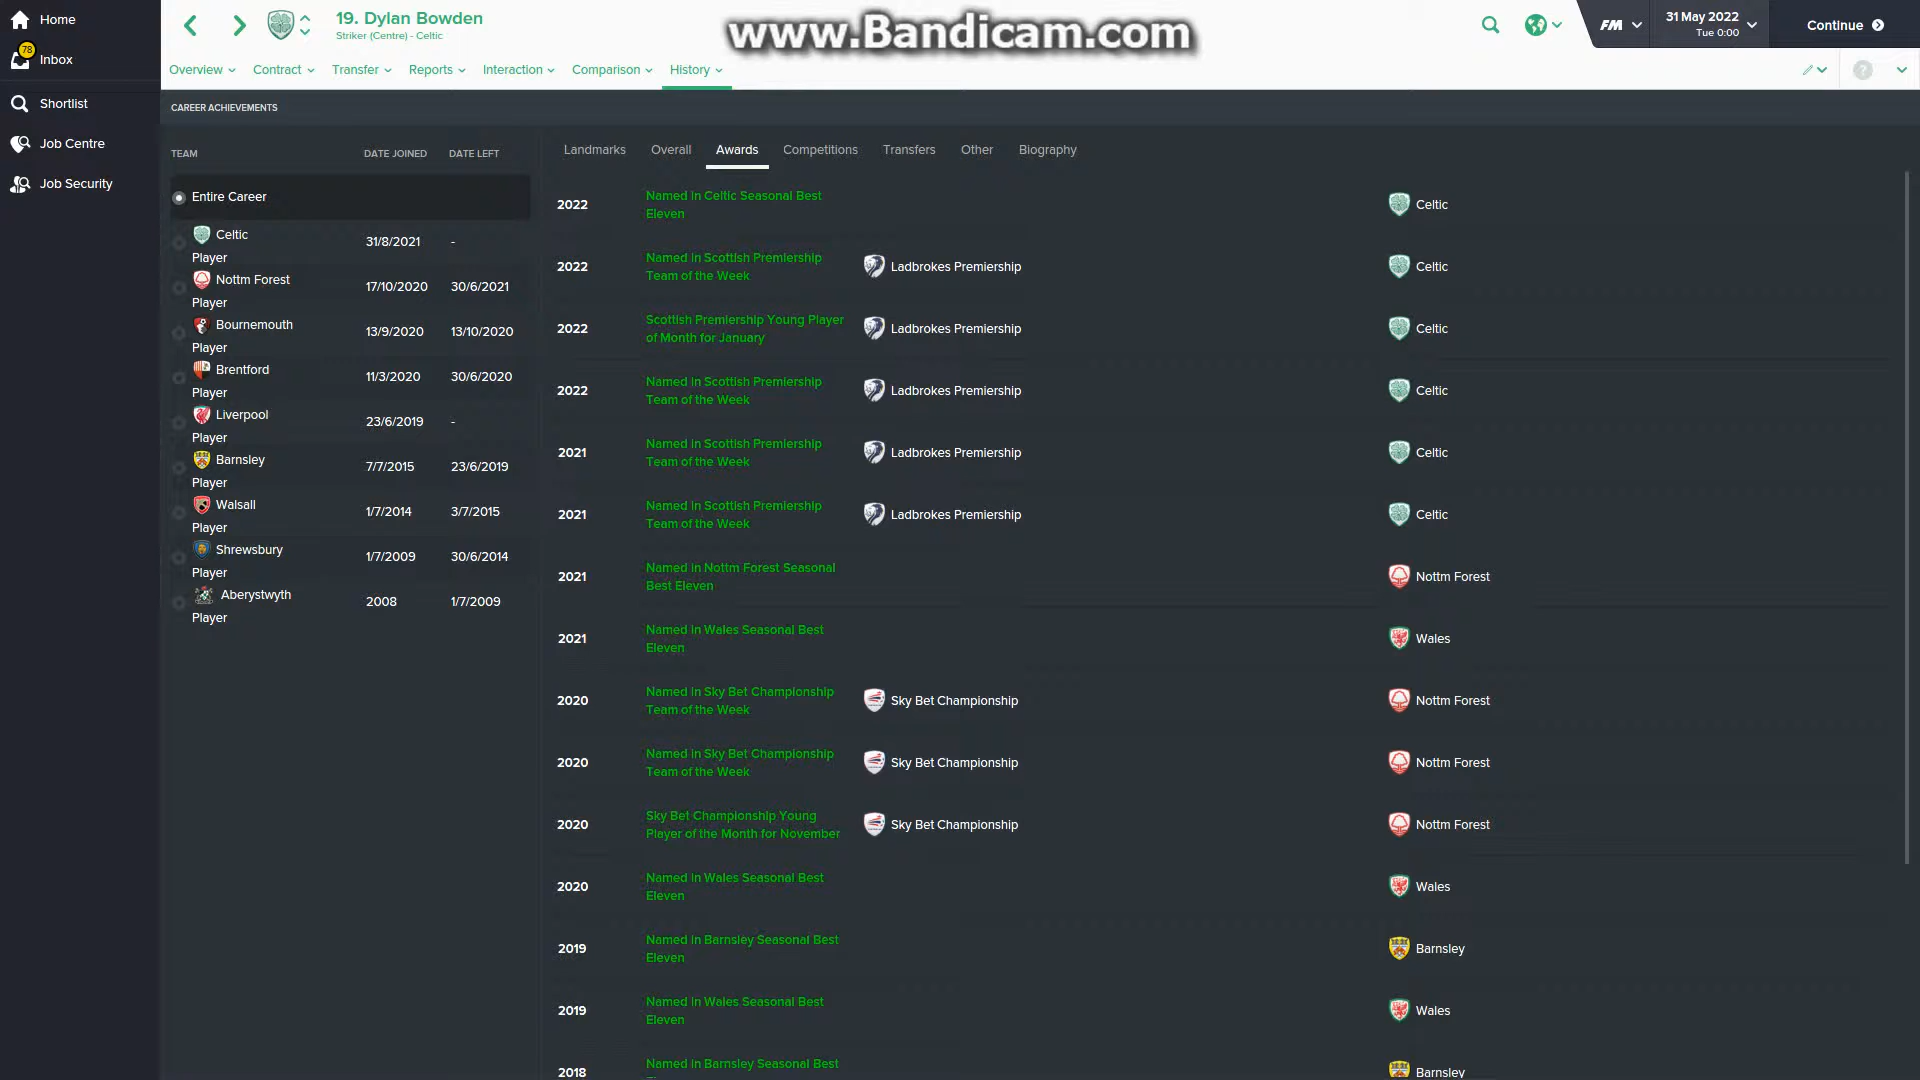 Home
78
Inbox
Shortlist
Job Centre
Job Security
19. Dylan Bowden
Striker (Centre) - Celtic
www.Bandicam.com
FM
31 May 2022
Tue 0:00
Continue
Overview
Contract
Transfer
Reports
Interaction
Comparison
History
?
CAREER ACHIEVEMENTS
TEAM DATE JOINED DATE LEFT
Entire Career
Celtic
Player
31/8/2021 -
Nottm Forest
Player
17/10/2020 30/6/2021
Bournemouth
Player
13/9/2020 13/10/2020
Brentford
Player
11/3/2020 30/6/2020
Liverpool
Player
23/6/2019 -
Barnsley
Player
7/7/2015 23/6/2019
Walsall
Player
1/7/2014 3/7/2015
Shrewsbury
Player
1/7/2009 30/6/2014
Aberystwyth
Player
2008 1/7/2009
Landmarks Overall Awards Competitions Transfers Other Biography
2022
Named in Celtic Seasonal Best
Eleven
Celtic
2022
Named in Scottish Premiership
Team of the Week
Ladbrokes Premiership
Celtic
2022
Scottish Premiership Young Player
of Month for January
Ladbrokes Premiership
Celtic
2022
Named in Scottish Premiership
Team of the Week
Ladbrokes Premiership
Celtic
2021
Named in Scottish Premiership
Team of the Week
Ladbrokes Premiership
Celtic
2021
Named in Scottish Premiership
Team of the Week
Ladbrokes Premiership
Celtic
2021
Named in Nottm Forest Seasonal
Best Eleven
Nottm Forest
2021
Named in Wales Seasonal Best
Eleven
Wales
2020
Named in Sky Bet Championship
Team of the Week
Sky Bet Championship
Nottm Forest
2020
Named in Sky Bet Championship
Team of the Week
Sky Bet Championship
Nottm Forest
2020
Sky Bet Championship Young
Player of the Month for November
Sky Bet Championship
Nottm Forest
2020
Named in Wales Seasonal Best
Eleven
Wales
2019
Named in Barnsley Seasonal Best
Eleven
Barnsley
2019
Named in Wales Seasonal Best
Eleven
Wales
2018
Named in Barnsley Seasonal Best
Barnsley